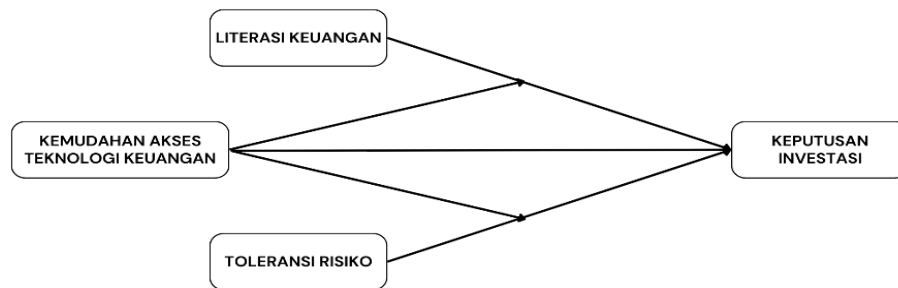 LITERASI KEUANGAN
KEMUDAHAN AKSES
TEKNOLOGI KEUANGAN
KEPUTUSAN
INVESTASI
TOLERANSI RISIKO